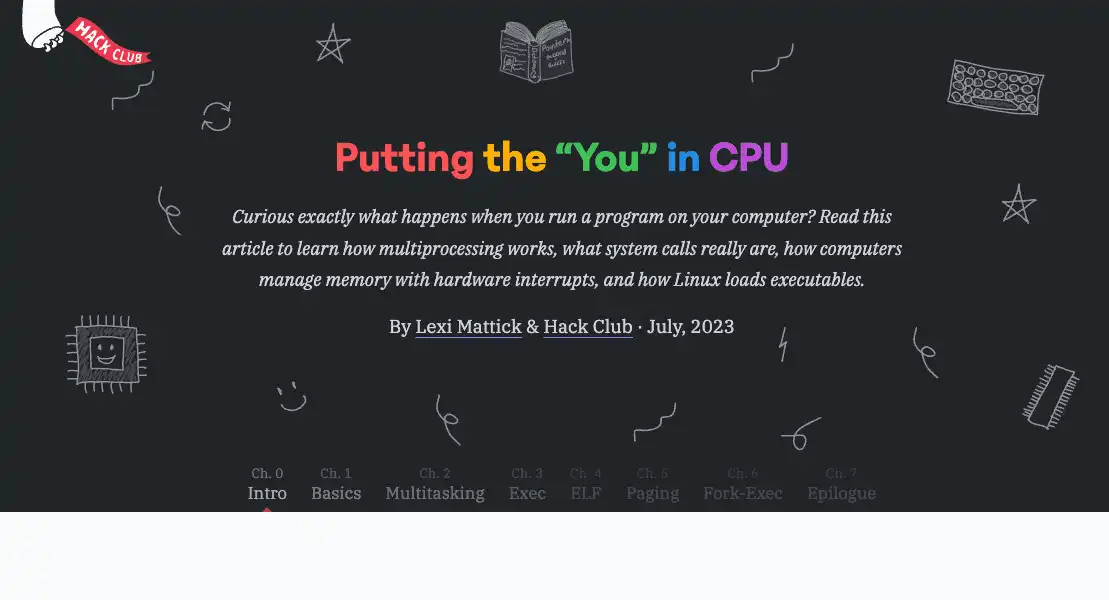 HACK CLUB
Putting the “You” in CPU
Curious exactly what happens when you run a program on your computer? Read this
article to learn how multiprocessing works, what system calls really are, how computers
manage memory with hardware interrupts, and how Linux loads executables.
By Lexi Mattick & Hack Club · July, 2023
Ch. 0 Ch. 1 Ch. 2 Ch. 3 Ch. 4 Ch. 5 Ch. 6 Ch. 7
Intro Basics Multitasking Exec ELF Paging Fork-Exec Epilogue